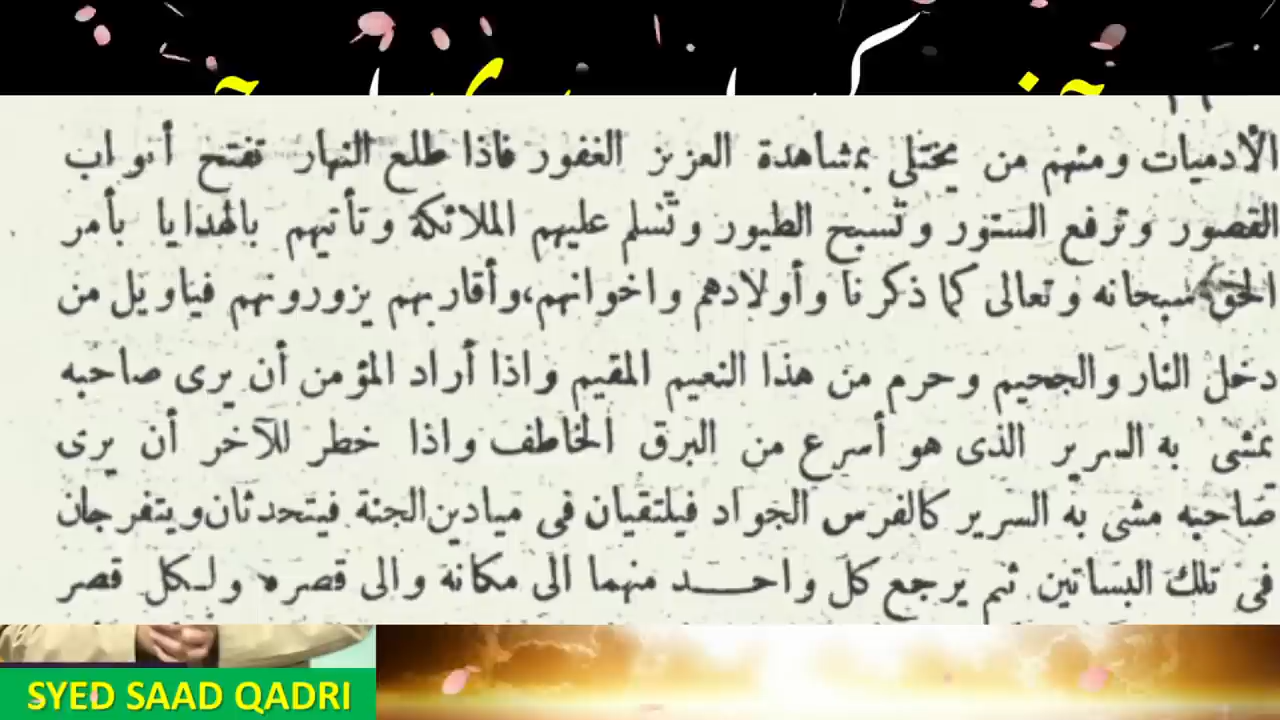 الآدميات ومنهم من يختلي بمشاهدة العزيز الغفور فاذا طلع النهار تفتح أبواب
القصور وترفع الستور وتسبح الطيور وتسلم عليهم الملائكة وتأتيهم بالهدايا بأمر
الحق سبحانه وتعالى كما ذكرنا وأولادهم واخوانهم،وأقاربهم يزورونهم فياويل من
دخل النار والجحيم وحرم من هذا النعيم المقيم واذا أراد المؤمن أن يرى صاحبه
يمشى به السرير الذى هو أسرع من البرق الخاطف واذا خطر للآخر أن يرى
صاحبه مشى به السرير كالفرس الجواد فيلتقيان فى ميادين الجنة فيتحدثان ويتفرجان
فى تلك البساتين ثم يرجع كل واحد منهما الى مكانه والى قصره ولكل قصر
SYED SAAD QADRI